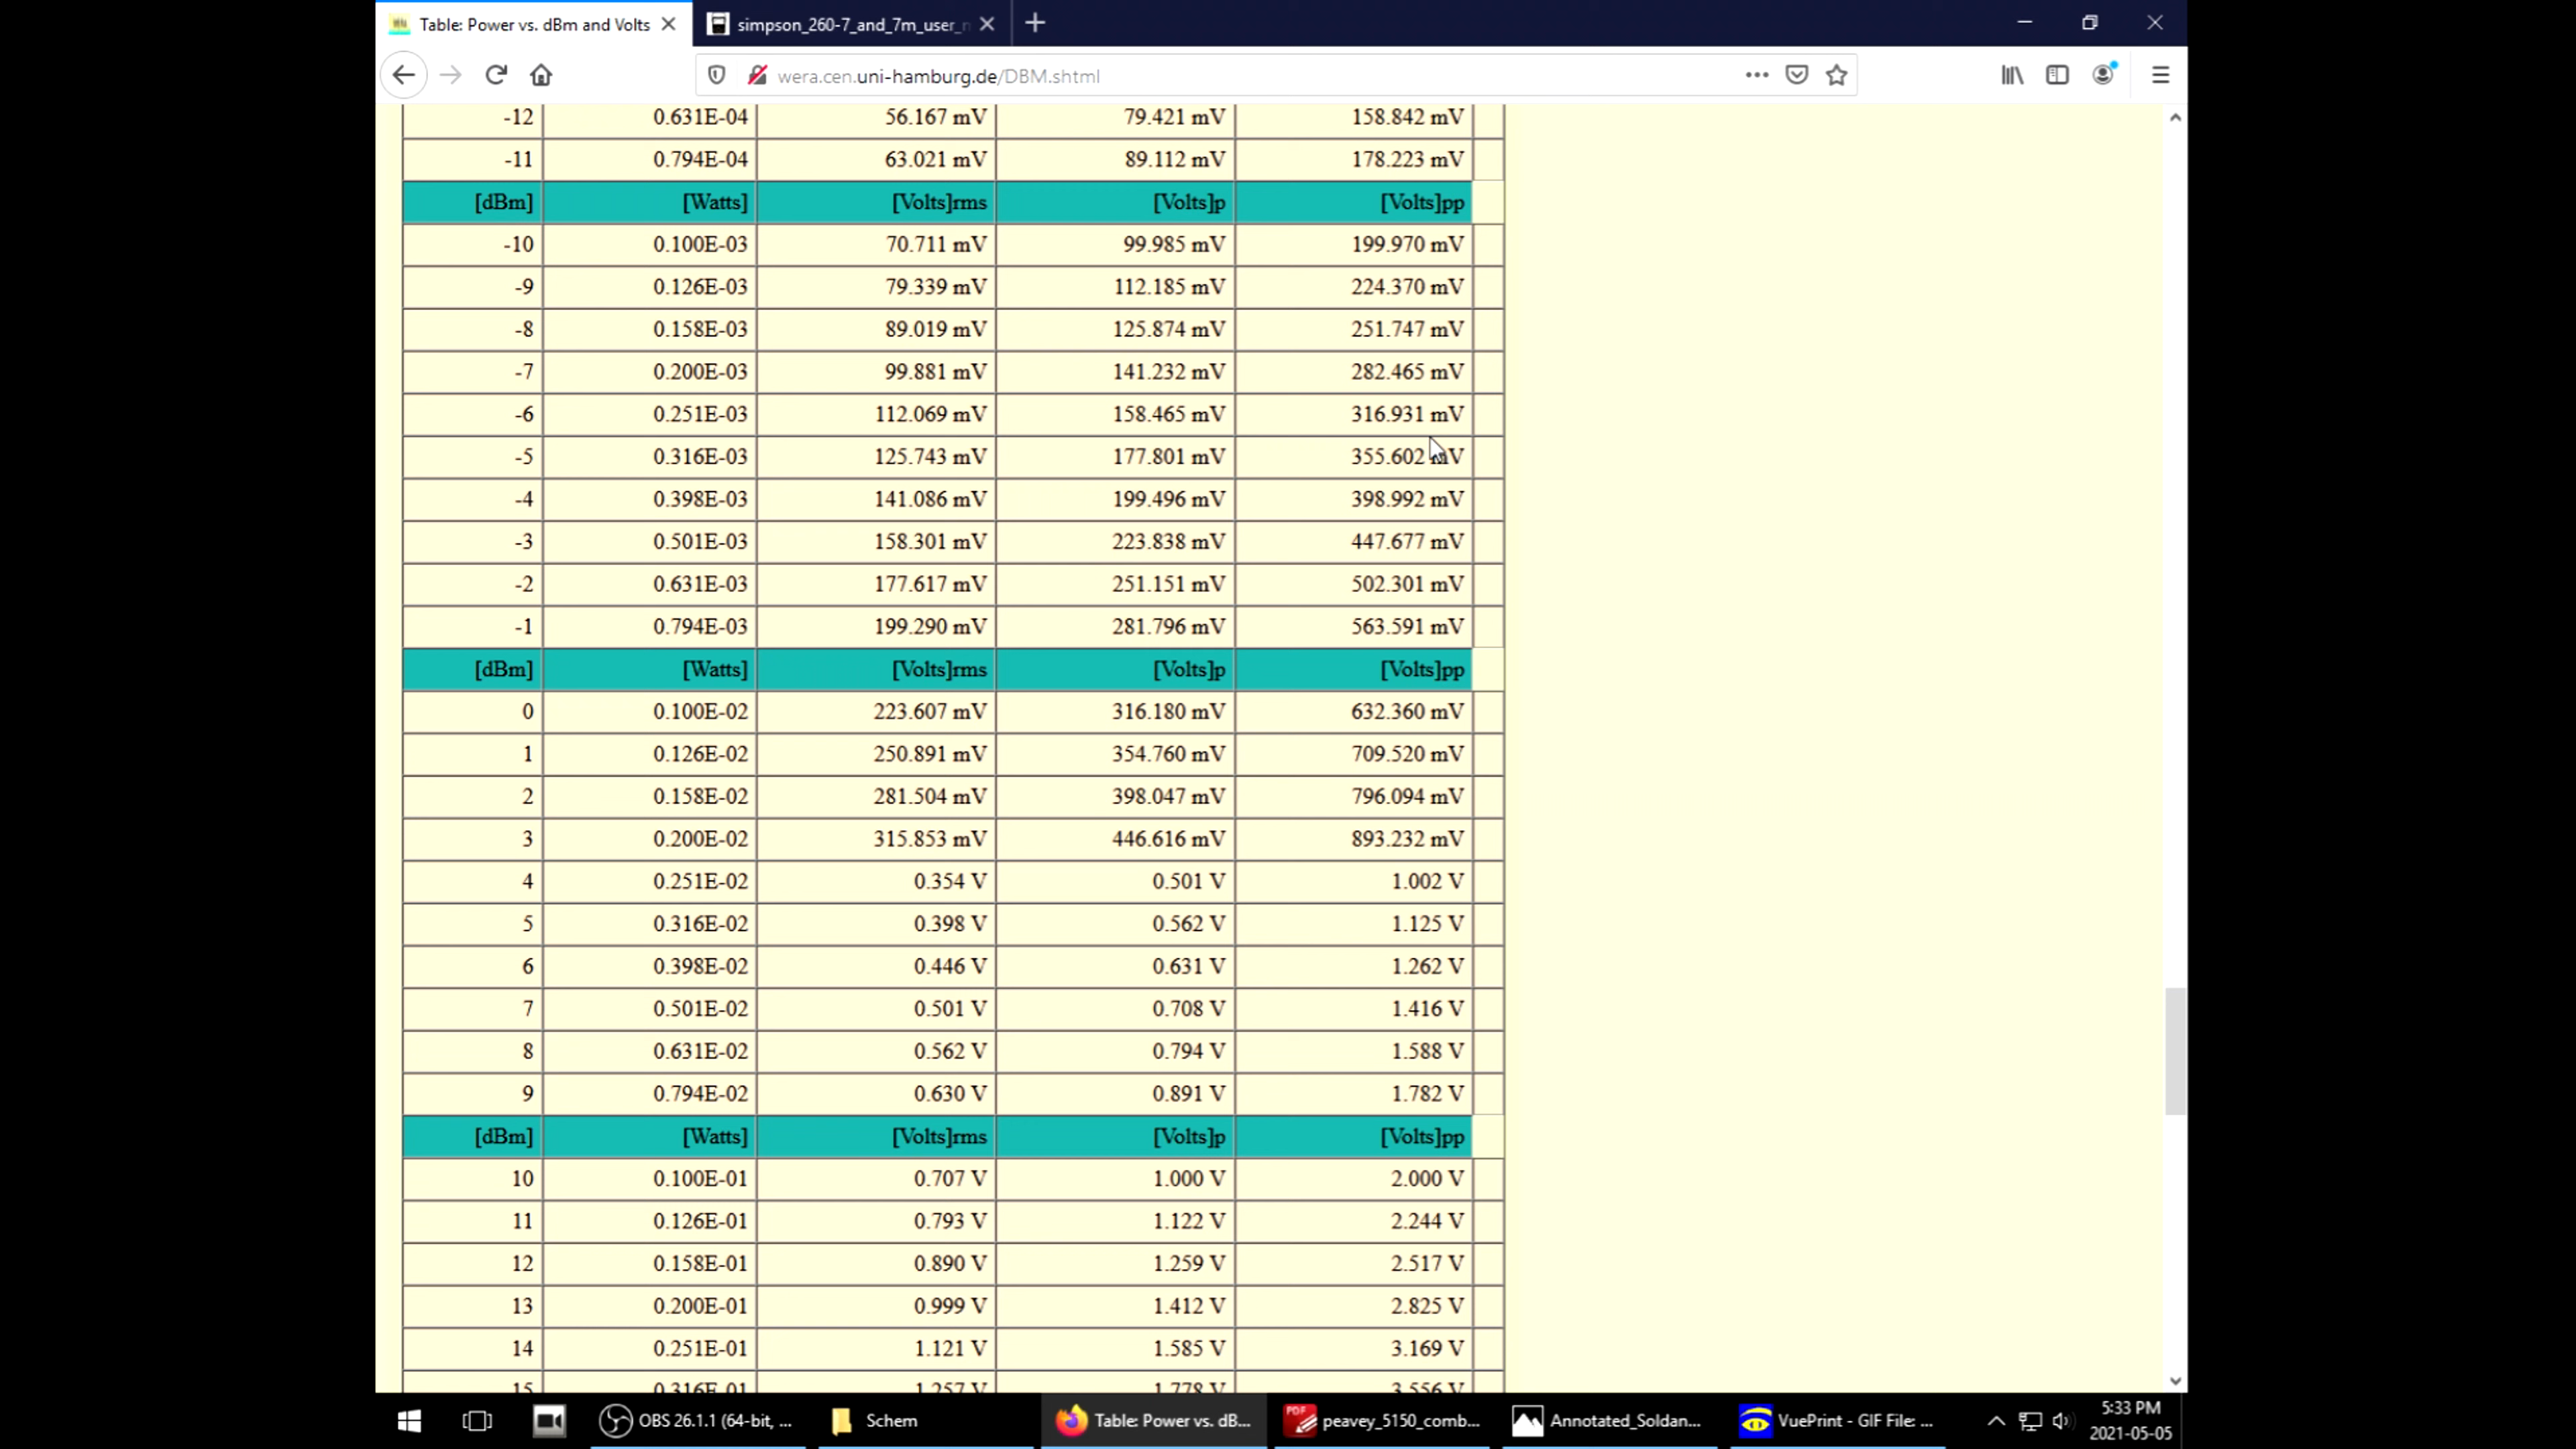 Table: Power vs. dBm and Volts
simpson_260-7_and_7m_user_
wera.cen.uni-hamburg.de/DBM.shtml
-12 0.631E-04 56.167 mV 79.421 mV 158.842 mV
-11 0.794E-04 63.021 mV 89.112 mV 178.223 mV
[dBm] [Watts] [Volts]rms [Volts]p [Volts]pp
-10 0.100E-03 70.711 mV 99.985 mV 199.970 mV
-9 0.126E-03 79.339 mV 112.185 mV 224.370 mV
-8 0.158E-03 89.019 mV 125.874 mV 251.747 mV
-7 0.200E-03 99.881 mV 141.232 mV 282.465 mV
-6 0.251E-03 112.069 mV 158.465 mV 316.931 mV
-5 0.316E-03 125.743 mV 177.801 mV 355.602 mV
-4 0.398E-03 141.086 mV 199.496 mV 398.992 mV
-3 0.501E-03 158.301 mV 223.838 mV 447.677 mV
-2 0.631E-03 177.617 mV 251.151 mV 502.301 mV
-1 0.794E-03 199.290 mV 281.796 mV 563.591 mV
[dBm] [Watts] [Volts]rms [Volts]p [Volts]pp
0 0.100E-02 223.607 mV 316.180 mV 632.360 mV
1 0.126E-02 250.891 mV 354.760 mV 709.520 mV
2 0.158E-02 281.504 mV 398.047 mV 796.094 mV
3 0.200E-02 315.853 mV 446.616 mV 893.232 mV
4 0.251E-02 0.354 V 0.501 V 1.002 V
5 0.316E-02 0.398 V 0.562 V 1.125 V
6 0.398E-02 0.446 V 0.631 V 1.262 V
7 0.501E-02 0.501 V 0.708 V 1.416 V
8 0.631E-02 0.562 V 0.794 V 1.588 V
9 0.794E-02 0.630 V 0.891 V 1.782 V
[dBm] [Watts] [Volts]rms [Volts]p [Volts]pp
10 0.100E-01 0.707 V 1.000 V 2.000 V
11 0.126E-01 0.793 V 1.122 V 2.244 V
12 0.158E-01 0.890 V 1.259 V 2.517 V
13 0.200E-01 0.999 V 1.412 V 2.825 V
14 0.251E-01 1.121 V 1.585 V 3.169 V
15 0.316E-01 1.257 V 1.778 V 3.556 V
OBS 26.1.1 (64-bit, ...
Schem
Table: Power vs. dB...
PDF
peavey_5150_comb...
Annotated_Soldan...
VuePrint - GIF File: ...
5:33 PM
2021-05-05